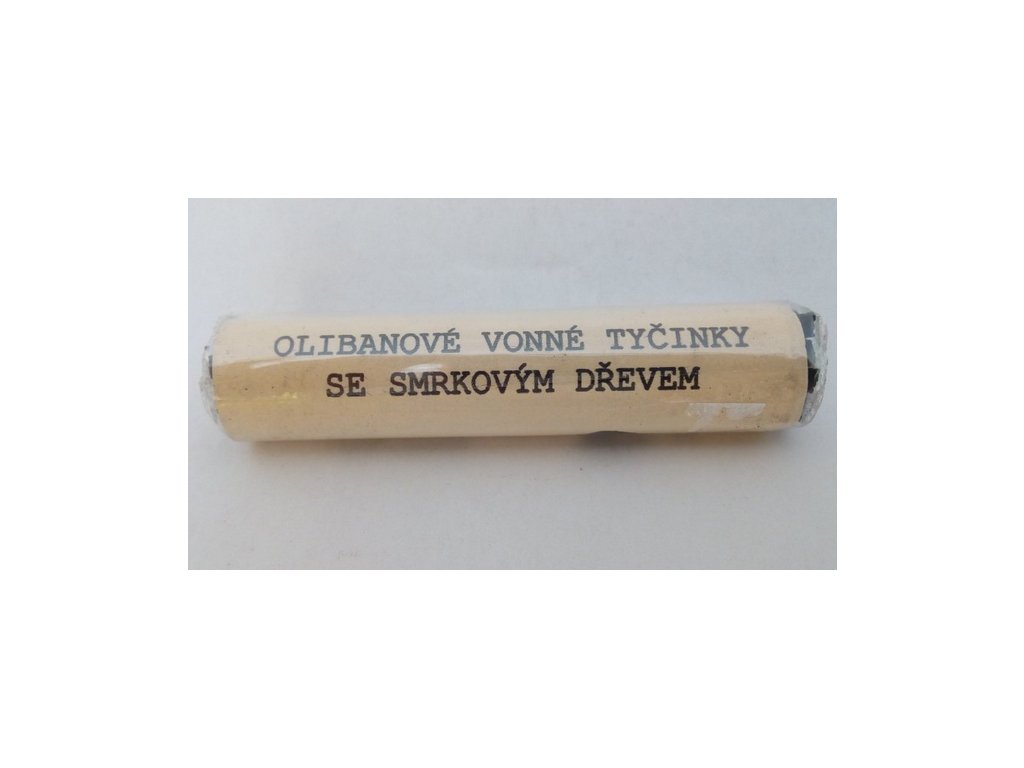 OLIBANOVÉ VONNÉ TYČINKY
SE SMRKOVÝM DŘEVEM